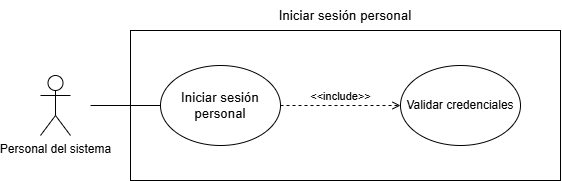 Iniciar sesión personal
Iniciar sesión
personal
<<include>>
Validar credenciales
Personal del sistema